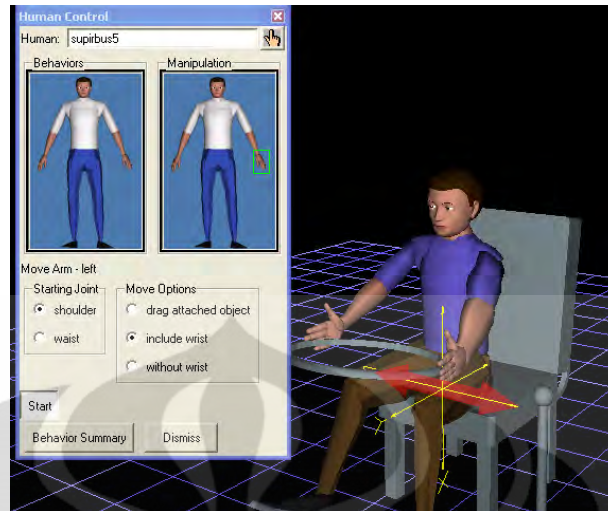 Human Control
Human: supirbus5
Behaviors
Manipulation
Move Arm - left
Starting Joint
shoulder
waist
Move Options
drag attached object
include wrist
without wrist
Start
Behavior Summary
Dismiss
Y
X